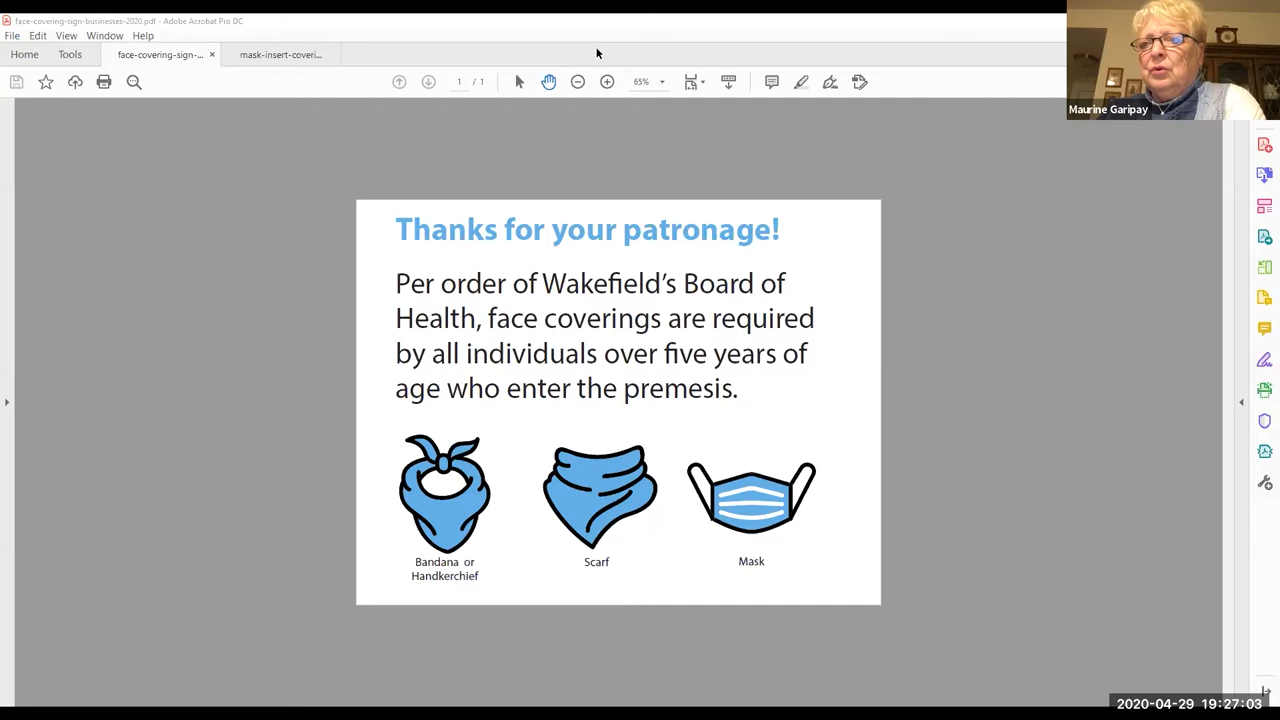 face-covering-sign-businesses-2020.pdf - Adobe Acrobat Pro DC
File Edit View Window Help
Home Tools face-covering-sign-... × mask-insert-coveri...
1 / 1 65%
Maurine Garipay
Thanks for your patronage!
Per order of Wakefield’s Board of
Health, face coverings are required
by all individuals over five years of
age who enter the premesis.
Bandana or
Handkerchief
Scarf
Mask
2020-04-29 19:27:03